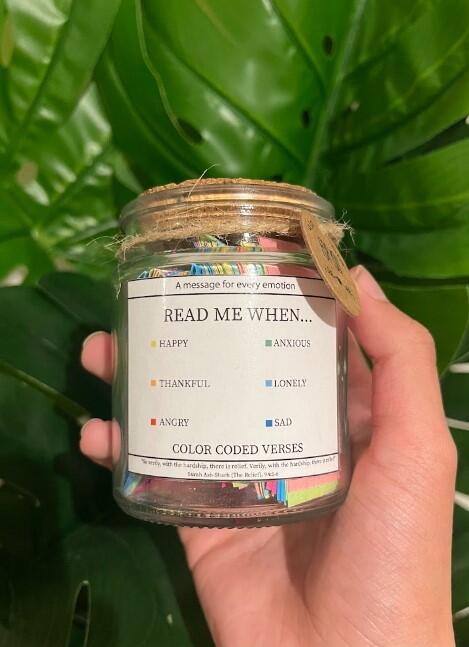 A message for every emotion
READ ME WHEN...
HAPPY
ANXIOUS
THANKFUL
LONELY
ANGRY
SAD
COLOR CODED VERSES
verily, with the hardship, there is relief. Verily, with the hardship, there is relief"
Surah Ash-Sharh (The Relief), 94:5-6